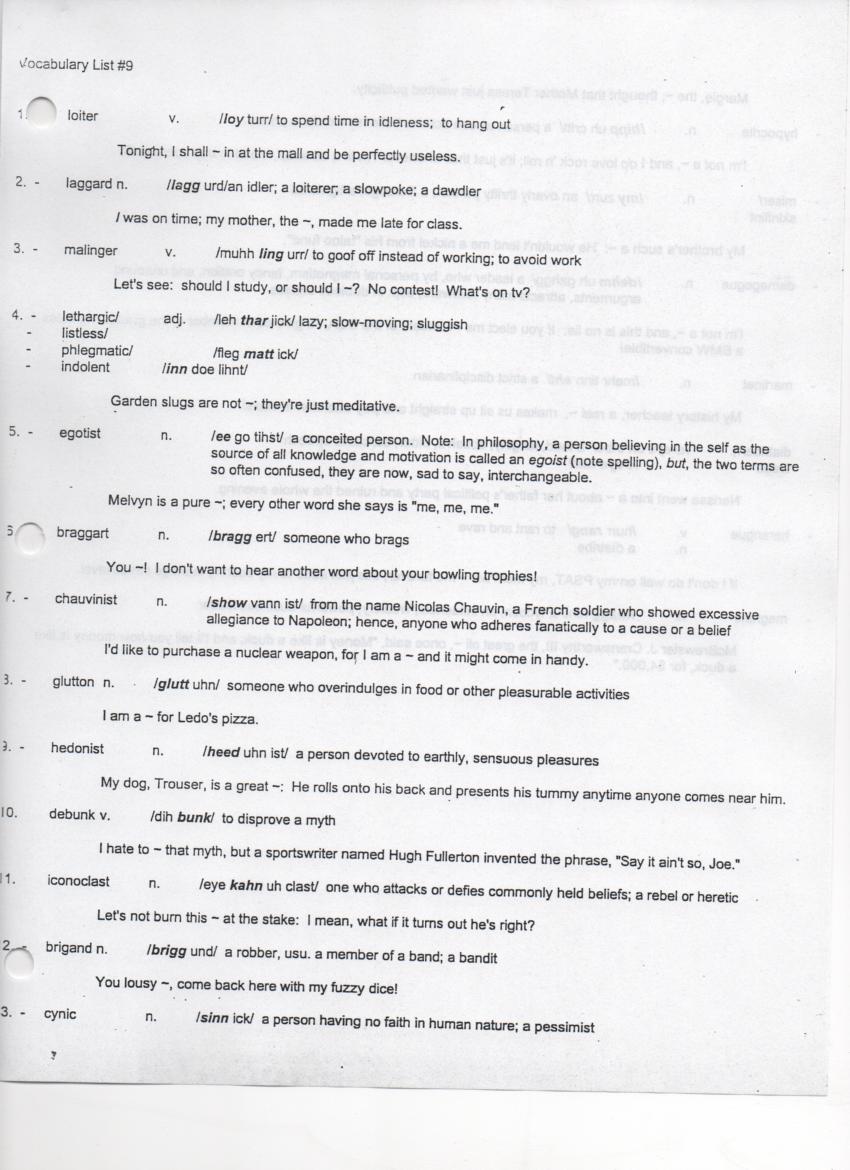 Vocabulary List #9
1. loiter v. /loy turr/ to spend time in idleness; to hang out
Tonight, I shall ~ in at the mall and be perfectly useless.
2. - laggard n. /lagg urd/an idler; a loiterer; a slowpoke; a dawdler
I was on time; my mother, the ~, made me late for class.
3. - malinger v. /muhh ling urr/ to goof off instead of working; to avoid work
Let's see: should I study, or should I ~? No contest! What's on tv?
4. - lethargic/ adj. /leh thar jick/ lazy; slow-moving; sluggish
- listless/
- phlegmatic/ /fleg matt ick/
- indolent /inn doe lihnt/
Garden slugs are not ~; they're just meditative.
5. - egotist n. /ee go tihst/ a conceited person. Note: In philosophy, a person believing in the self as the
source of all knowledge and motivation is called an egoist (note spelling), but, the two terms are
so often confused, they are now, sad to say, interchangeable.
Melvyn is a pure ~; every other word she says is "me, me, me."
6 braggart n. /bragg ert/ someone who brags
You ~! I don't want to hear another word about your bowling trophies!
7. - chauvinist n. /show vann ist/ from the name Nicolas Chauvin, a French soldier who showed excessive
allegiance to Napoleon; hence, anyone who adheres fanatically to a cause or a belief
I'd like to purchase a nuclear weapon, for I am a ~ and it might come in handy.
8. - glutton n. /glutt uhn/ someone who overindulges in food or other pleasurable activities
I am a ~ for Ledo's pizza.
9. - hedonist n. /heed uhn ist/ a person devoted to earthly, sensuous pleasures
My dog, Trouser, is a great ~: He rolls onto his back and presents his tummy anytime anyone comes near him.
10. debunk v. /dih bunk/ to disprove a myth
I hate to ~ that myth, but a sportswriter named Hugh Fullerton invented the phrase, "Say it ain't so, Joe."
11. iconoclast n. /eye kahn uh clast/ one who attacks or defies commonly held beliefs; a rebel or heretic
Let's not burn this ~ at the stake: I mean, what if it turns out he's right?
2. - brigand n. /brigg und/ a robber, usu. a member of a band; a bandit
You lousy ~, come back here with my fuzzy dice!
3. - cynic n. /sinn ick/ a person having no faith in human nature; a pessimist